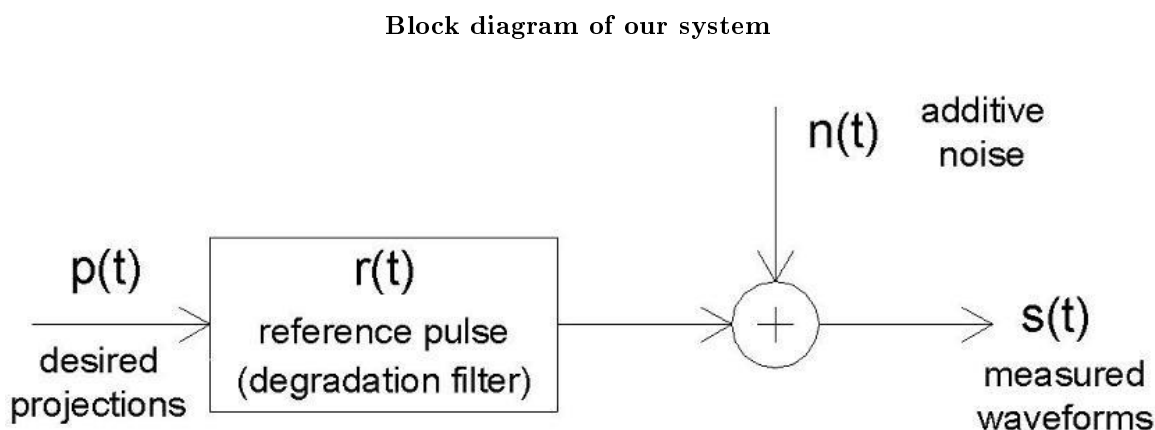 Block diagram of our system
n(t)
additive
noise
p(t)
desired
projections
r(t)
reference pulse
(degradation filter)
+
s(t)
measured
waveforms